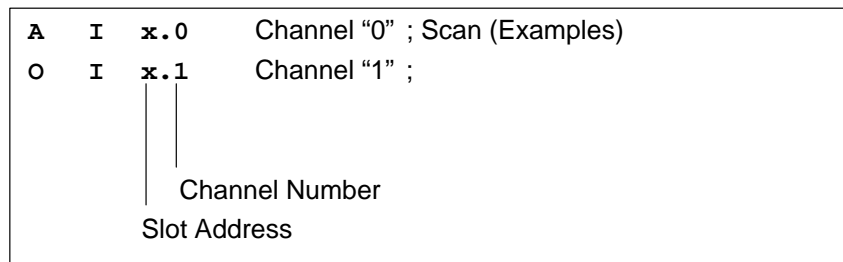 A I x.0 Channel “0” ; Scan (Examples)
O I x.1 Channel “1” ;
Channel Number
Slot Address